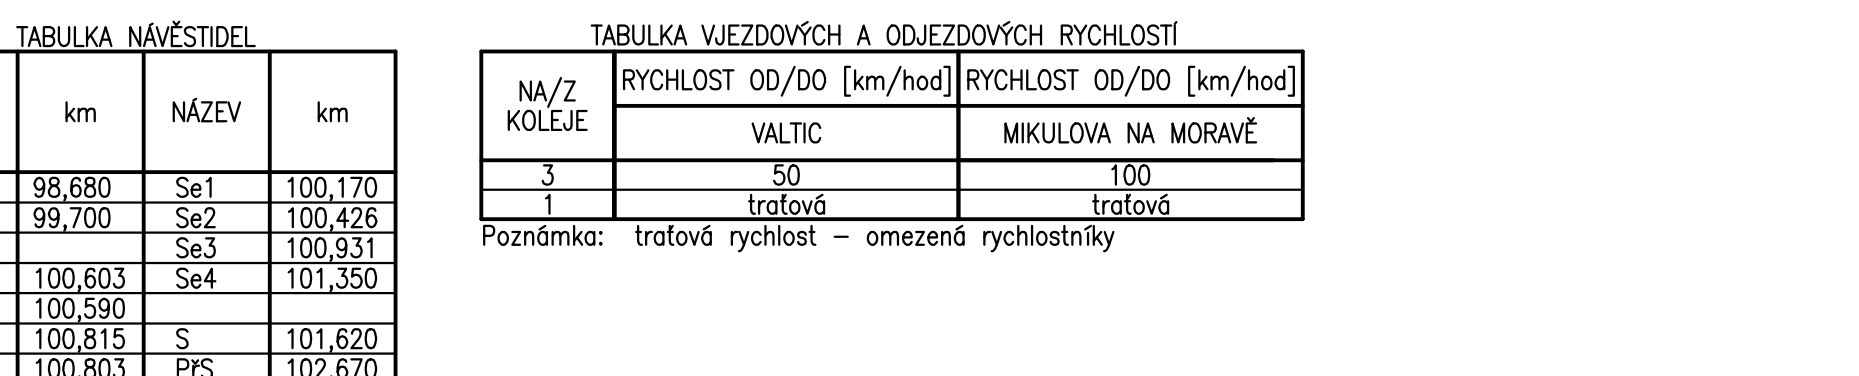 TABULKA NÁVĚSTIDEL
km NÁZEV km
98,680 Se1 100,170
99,700 Se2 100,426
Se3 100,931
100,603 Se4 101,350
100,590
100,815 S 101,620
100,803 PřS 102,670
TABULKA VJEZDOVÝCH A ODJEZDOVÝCH RYCHLOSTÍ
NA/Z KOLEJE RYCHLOST OD/DO [km/hod] RYCHLOST OD/DO [km/hod]
VALTIC MIKULOVA NA MORAVĚ
3 50 100
1 traťová traťová
Poznámka: traťová rychlost – omezená rychlostníky